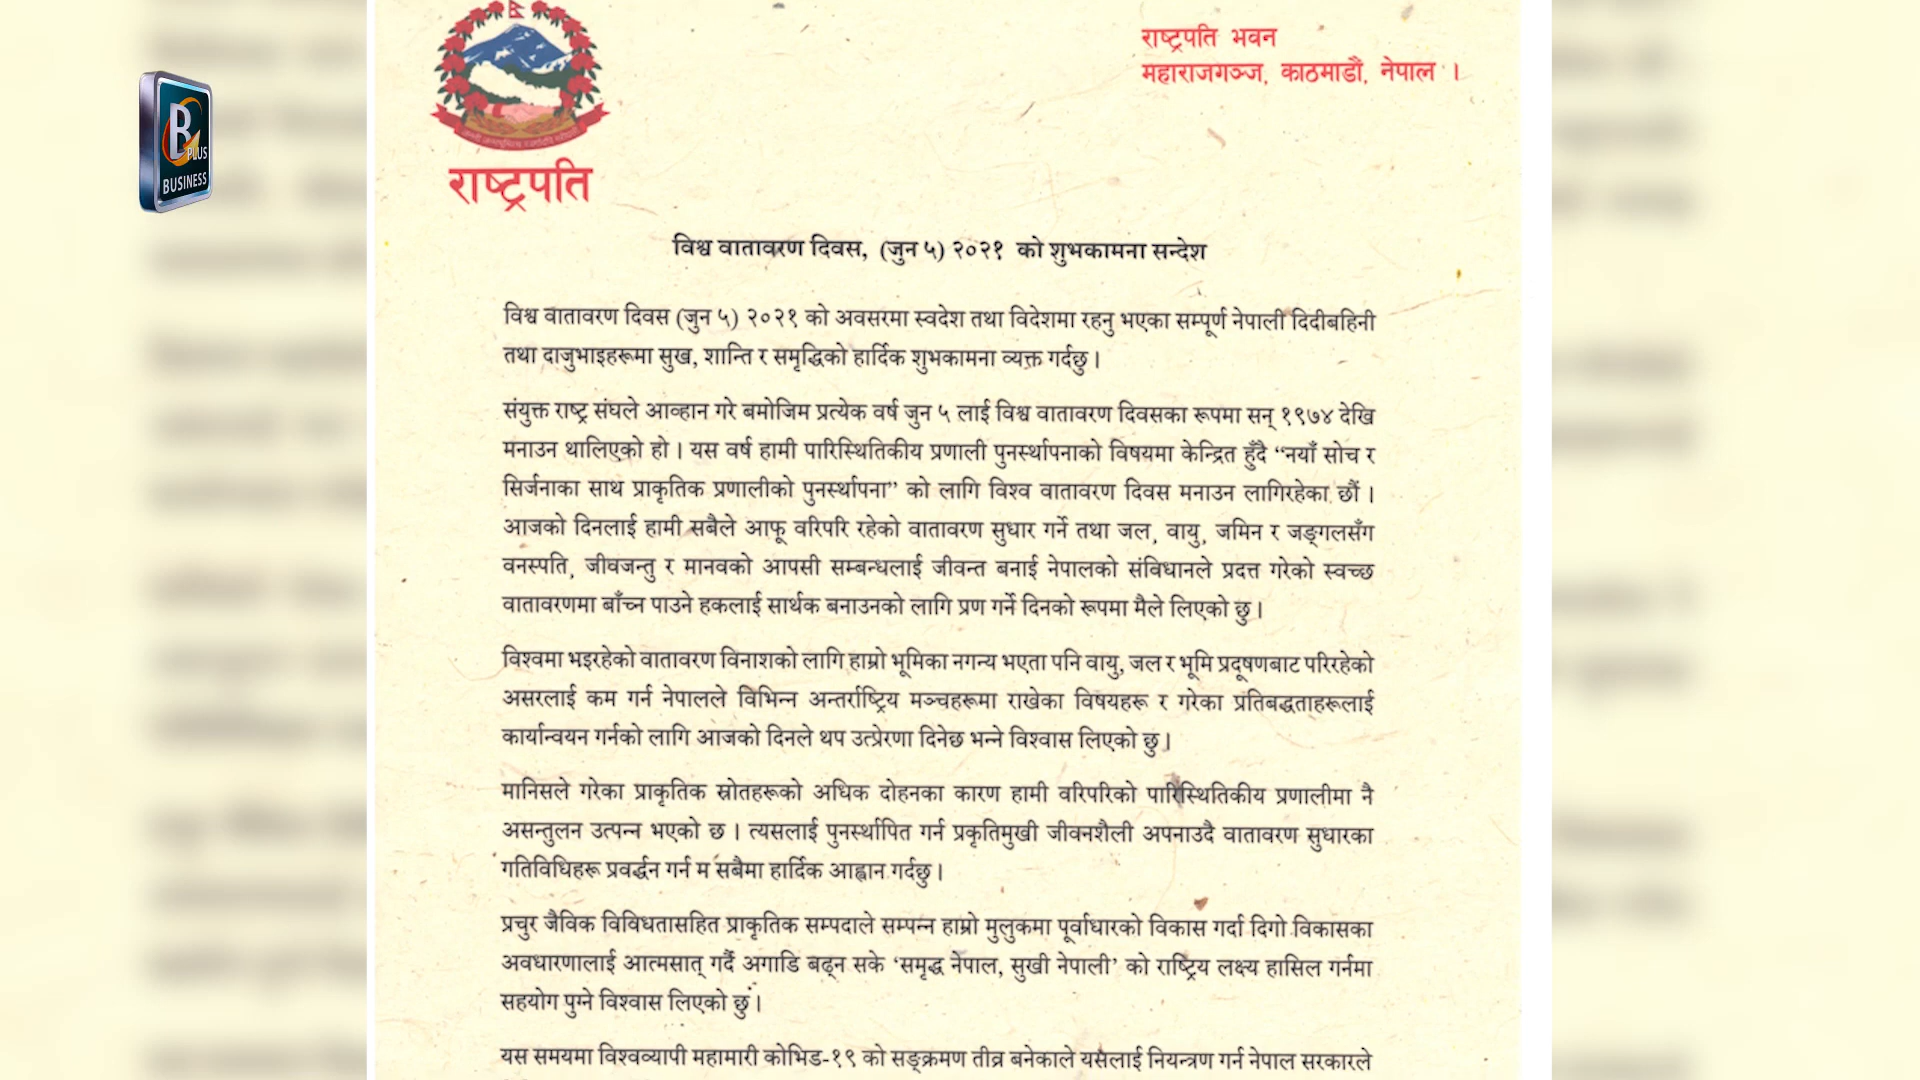 B
PLUS
BUSINESS
राष्ट्रपति
राष्ट्रपति भवन
महाराजगञ्ज, काठमाडौं, नेपाल ।
विश्व वातावरण दिवस, (जुन ५) २०२१ को शुभकामना सन्देश
विश्व वातावरण दिवस (जुन ५) २०२१ को अवसरमा स्वदेश तथा विदेशमा रहनु भएका सम्पूर्ण नेपाली दिदीबहिनी
तथा दाजुभाइहरूमा सुख, शान्ति र समृद्धिको हार्दिक शुभकामना व्यक्त गर्दछु ।
संयुक्त राष्ट्र संघले आव्हान गरे बमोजिम प्रत्येक वर्ष जुन ५ लाई विश्व वातावरण दिवसका रूपमा सन् १९७४ देखि
मनाउन थालिएको हो । यस वर्ष हामी पारिस्थितिकीय प्रणाली पुनर्स्थापनाको विषयमा केन्द्रित हुँदै “नयाँ सोच र
सिर्जनाका साथ प्राकृतिक प्रणालीको पुनर्स्थापना” को लागि विश्व वातावरण दिवस मनाउन लागिरहेका छौं ।
आजको दिनलाई हामी सबैले आफू वरिपरि रहेको वातावरण सुधार गर्ने तथा जल, वायु, जमिन र जङ्गलसँग
वनस्पति, जीवजन्तु र मानवको आपसी सम्बन्धलाई जीवन्त बनाई नेपालको संविधानले प्रदत्त गरेको स्वच्छ
वातावरणमा बाँच्न पाउने हकलाई सार्थक बनाउनको लागि प्रण गर्ने दिनको रूपमा मैले लिएको छु ।
विश्वमा भइरहेको वातावरण विनाशको लागि हाम्रो भूमिका नगन्य भएता पनि वायु, जल र भूमि प्रदूषणबाट परिरहेको
असरलाई कम गर्न नेपालले विभिन्न अन्तर्राष्ट्रिय मञ्चहरूमा राखेका विषयहरू र गरेका प्रतिबद्धताहरूलाई
कार्यान्वयन गर्नको लागि आजको दिनले थप उत्प्रेरणा दिनेछ भन्ने विश्वास लिएको छु ।
मानिसले गरेका प्राकृतिक स्रोतहरूको अधिक दोहनका कारण हामी वरिपरिको पारिस्थितिकीय प्रणालीमा नै
असन्तुलन उत्पन्न भएको छ । त्यसलाई पुनर्स्थापित गर्न प्रकृतिमुखी जीवनशैली अपनाउदै वातावरण सुधारका
गतिविधिहरू प्रवर्द्धन गर्न म सबैमा हार्दिक आह्वान गर्दछु ।
प्रचुर जैविक विविधतासहित प्राकृतिक सम्पदाले सम्पन्न हाम्रो मुलुकमा पूर्वाधारको विकास गर्दा दिगो विकासका
अवधारणालाई आत्मसात् गर्दै अगाडि बढ्न सके ‘समृद्ध नेपाल, सुखी नेपाली’ को राष्ट्रिय लक्ष्य हासिल गर्नमा
सहयोग पुग्ने विश्वास लिएको छु ।
यस समयमा विश्वव्यापी महामारी कोभिड-१९ को सङ्क्रमण तीव्र बनेकाले यसलाई नियन्त्रण गर्न नेपाल सरकारले